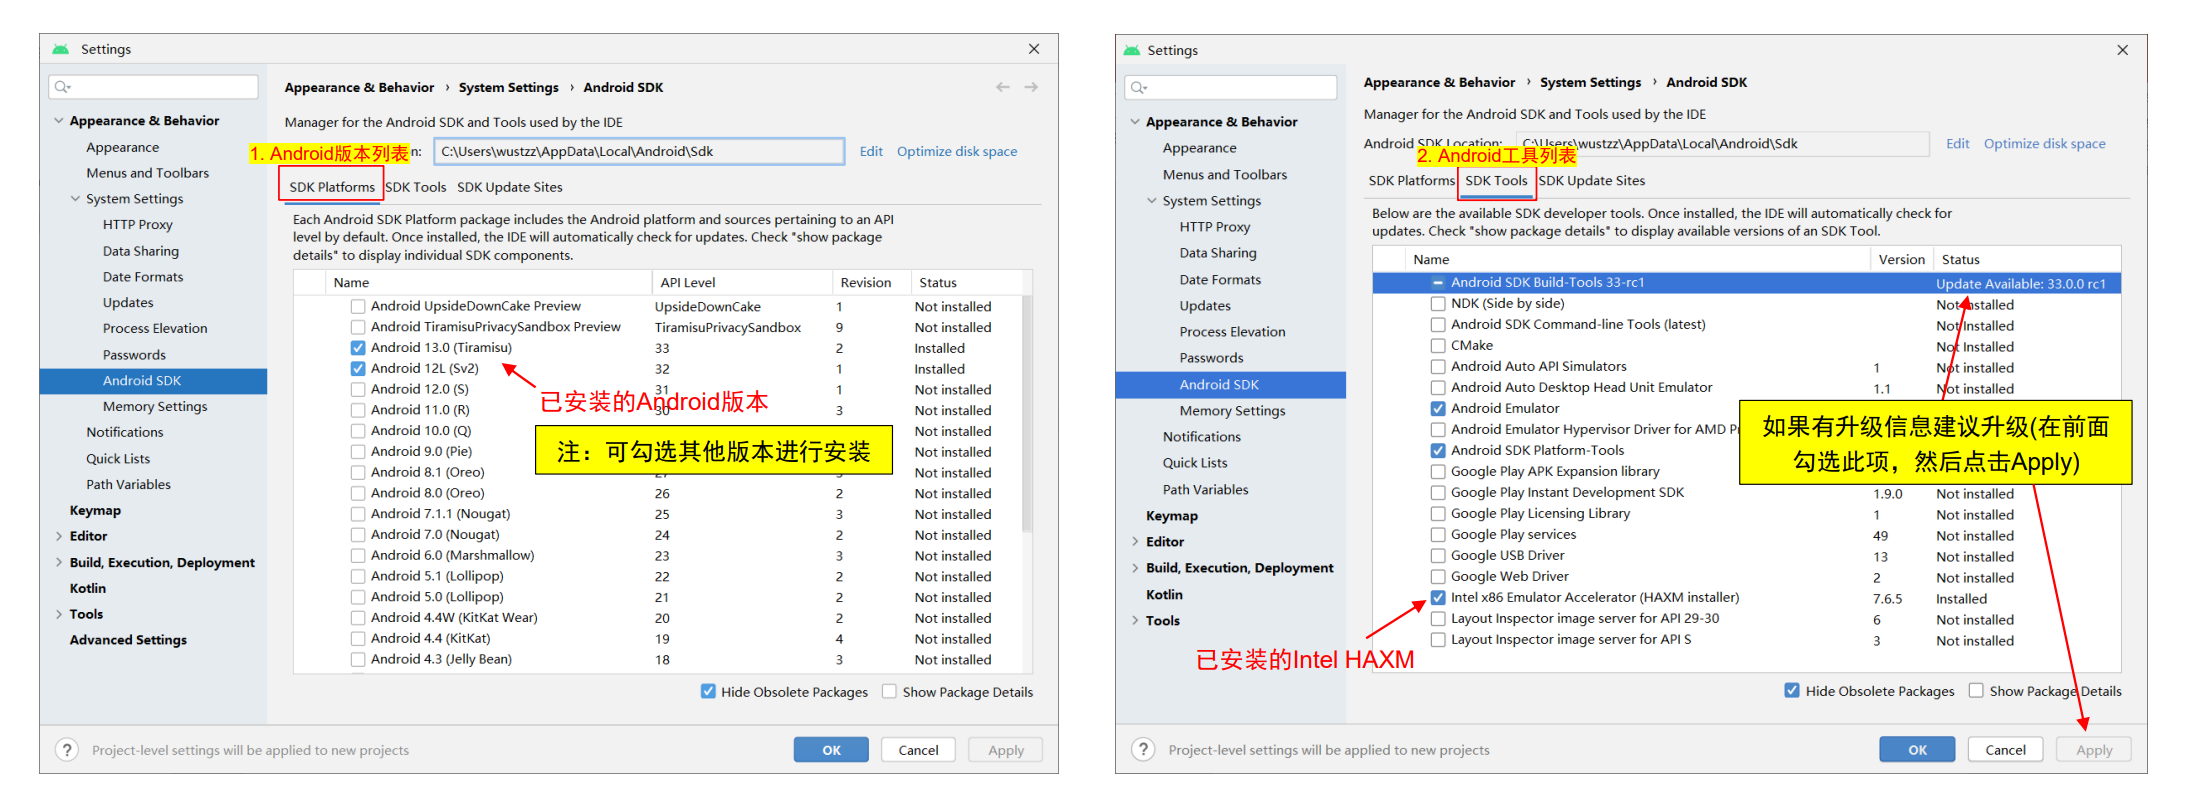 Settings
Appearance & Behavior
Appearance
Menus and Toolbars
System Settings
HTTP Proxy
Data Sharing
Date Formats
Updates
Process Elevation
Passwords
Android SDK
Memory Settings
Notifications
Quick Lists
Path Variables
Keymap
Editor
Build, Execution, Deployment
Kotlin
Tools
Advanced Settings
Appearance & Behavior › System Settings › Android SDK
Manager for the Android SDK and Tools used by the IDE
1. Android版本列表 n: C:\Users\wustzz\AppData\Local\Android\Sdk Edit Optimize disk space
SDK Platforms SDK Tools SDK Update Sites
Each Android SDK Platform package includes the Android platform and sources pertaining to an API
level by default. Once installed, the IDE will automatically check for updates. Check "show package
details" to display individual SDK components.
Name API Level Revision Status
Android UpsideDownCake Preview UpsideDownCake 1 Not installed
Android TiramisuPrivacySandbox Preview TiramisuPrivacySandbox 9 Not installed
Android 13.0 (Tiramisu) 33 2 Installed
Android 12L (Sv2) 32 1 Installed
Android 12.0 (S) 31 1 Not installed
已安装的Android版本
Android 11.0 (R) 30 3 Not installed
Android 10.0 (Q) Not installed
注：可勾选其他版本进行安装
Android 9.0 (Pie) Not installed
Android 8.1 (Oreo) 27 Not installed
Android 8.0 (Oreo) 26 2 Not installed
Android 7.1.1 (Nougat) 25 3 Not installed
Android 7.0 (Nougat) 24 2 Not installed
Android 6.0 (Marshmallow) 23 3 Not installed
Android 5.1 (Lollipop) 22 2 Not installed
Android 5.0 (Lollipop) 21 2 Not installed
Android 4.4W (KitKat Wear) 20 2 Not installed
Android 4.4 (KitKat) 19 4 Not installed
Android 4.3 (Jelly Bean) 18 3 Not installed
Hide Obsolete Packages Show Package Details
? Project-level settings will be applied to new projects
OK Cancel Apply
Settings
Appearance & Behavior
Appearance
Menus and Toolbars
System Settings
HTTP Proxy
Data Sharing
Date Formats
Updates
Process Elevation
Passwords
Android SDK
Memory Settings
Notifications
Quick Lists
Path Variables
Keymap
Editor
Build, Execution, Deployment
Kotlin
Tools
Appearance & Behavior › System Settings › Android SDK
Manager for the Android SDK and Tools used by the IDE
Android SDK Location: C:\Users\wustzz\AppData\Local\Android\Sdk Edit Optimize disk space
2. Android工具列表
SDK Platforms SDK Tools SDK Update Sites
Below are the available SDK developer tools. Once installed, the IDE will automatically check for
updates. Check "show package details" to display available versions of an SDK Tool.
Name Version Status
Android SDK Build-Tools 33-rc1 Update Available: 33.0.0 rc1
NDK (Side by side) Not Installed
Android SDK Command-line Tools (latest) Not Installed
CMake Not Installed
Android Auto API Simulators 1 Not installed
Android Auto Desktop Head Unit Emulator 1.1 Not installed
Android Emulator
Android Emulator Hypervisor Driver for AMD P
如果有升级信息建议升级(在前面
勾选此项，然后点击Apply)
Android SDK Platform-Tools
Google Play APK Expansion library
Google Play Instant Development SDK 1.9.0 Not installed
Google Play Licensing Library 1 Not installed
Google Play services 49 Not installed
Google USB Driver 13 Not installed
Google Web Driver 2 Not installed
Intel x86 Emulator Accelerator (HAXM installer) 7.6.5 Installed
Layout Inspector image server for API 29-30 6 Not installed
Layout Inspector image server for API S 3 Not installed
已安装的Intel HAXM
Hide Obsolete Packages Show Package Details
? Project-level settings will be applied to new projects
OK Cancel Apply